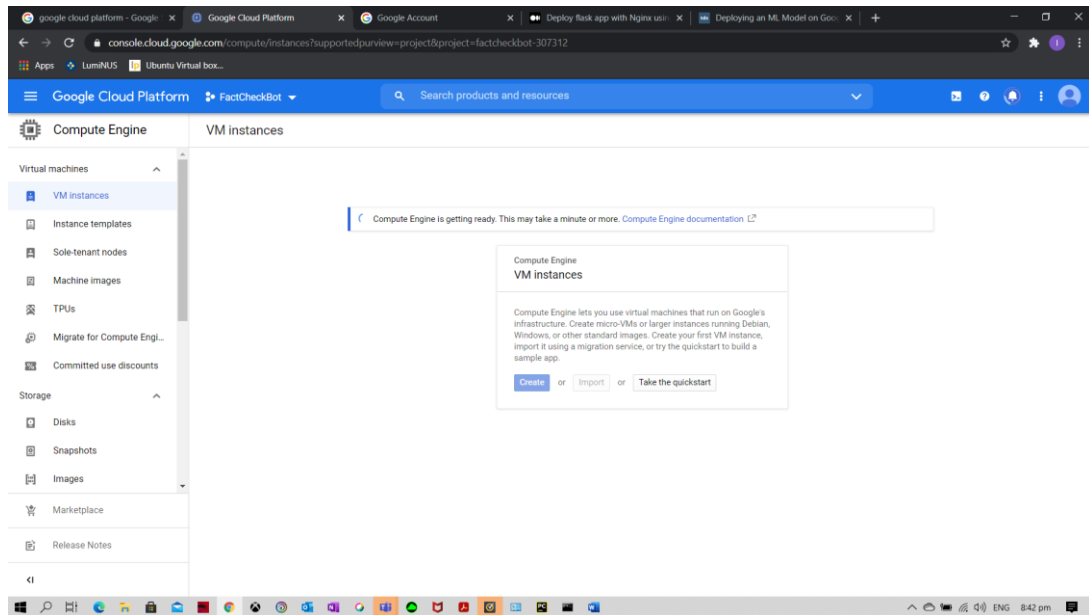 google cloud platform - Google
Google Cloud Platform
Google Account
Deploy flask app with Nginx usin
Deploying an ML Model on Goo
console.cloud.google.com/compute/instances?supportedpurview=project&project=factcheckbot-307312
Apps
LumiNUS
Ubuntu Virtual box...
Google Cloud Platform
FactCheckBot
Search products and resources
Compute Engine
VM instances
Virtual machines
VM instances
Instance templates
Sole-tenant nodes
Machine images
TPUs
Migrate for Compute Engi...
Committed use discounts
Storage
Disks
Snapshots
Images
Marketplace
Release Notes
Compute Engine is getting ready. This may take a minute or more. Compute Engine documentation
Compute Engine
VM instances
Compute Engine lets you use virtual machines that run on Google's
infrastructure. Create micro-VMs or larger instances running Debian,
Windows, or other standard images. Create your first VM instance,
import it using a migration service, or try the quickstart to build a
sample app.
Create or Import or Take the quickstart
ENG 8:42 pm